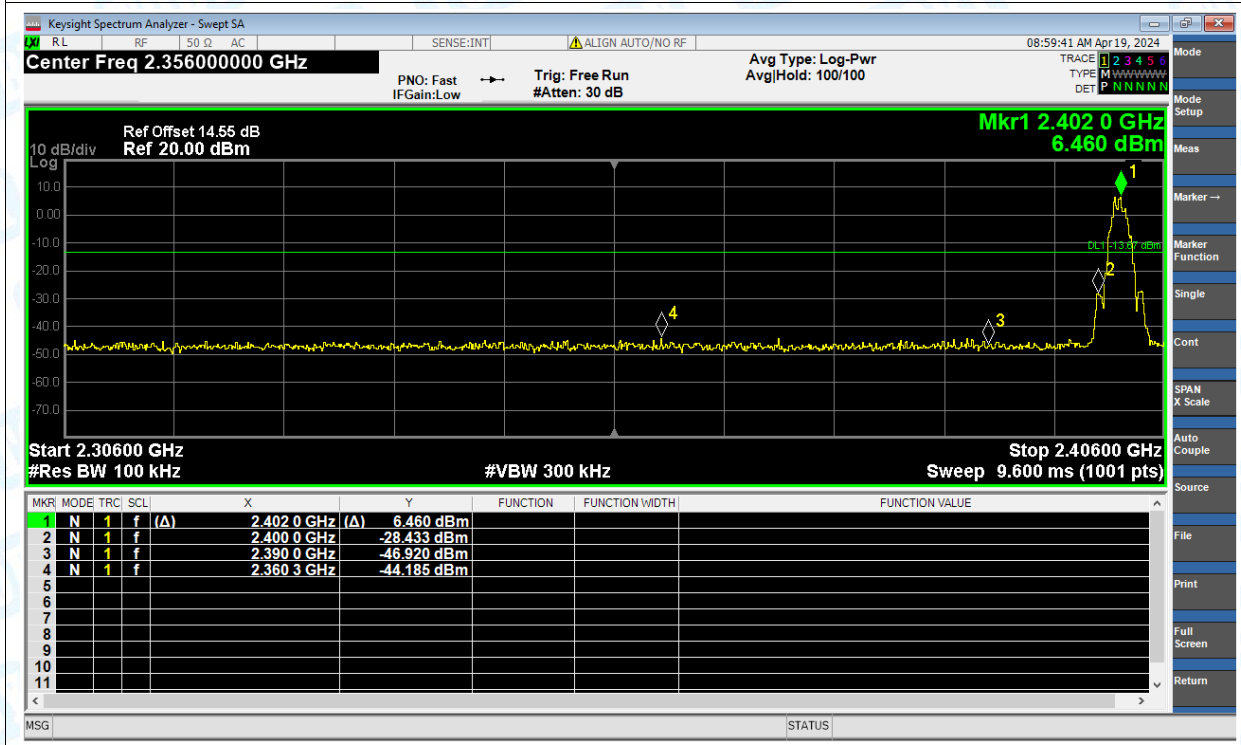 Keysight Spectrum Analyzer - Swept SA
LXI RL RF 50 Ω AC SENSE:INT ALIGN AUTO/NO RF 08:59:41 AM Apr 19, 2024
Center Freq 2.356000000 GHz
PNO: Fast
IFGain:Low
Trig: Free Run
#Atten: 30 dB
Avg Type: Log-Pwr
Avg|Hold: 100/100
TRACE 1 2 3 4 5 6
TYPE M WWWWW
DET P N N N N N
Mkr1 2.402 0 GHz
6.460 dBm
Ref Offset 14.55 dB
10 dB/div Ref 20.00 dBm
Log
10.0
0.00
-10.0
-20.0
-30.0
-40.0
-50.0
-60.0
-70.0
1
DL1 -13.67 dBm
2
4
3
Start 2.30600 GHz Stop 2.40600 GHz
#Res BW 100 kHz #VBW 300 kHz Sweep 9.600 ms (1001 pts)
MKR MODE TRC SCL X Y FUNCTION FUNCTION WIDTH FUNCTION VALUE
1 N 1 f (Δ) 2.402 0 GHz (Δ) 6.460 dBm
2 N 1 f 2.400 0 GHz -28.433 dBm
3 N 1 f 2.390 0 GHz -46.920 dBm
4 N 1 f 2.360 3 GHz -44.185 dBm
5
6
7
8
9
10
11
MSG STATUS
Mode
Mode
Setup
Meas
Marker →
Marker
Function
Single
Cont
SPAN
X Scale
Auto
Couple
Source
File
Print
Full
Screen
Return